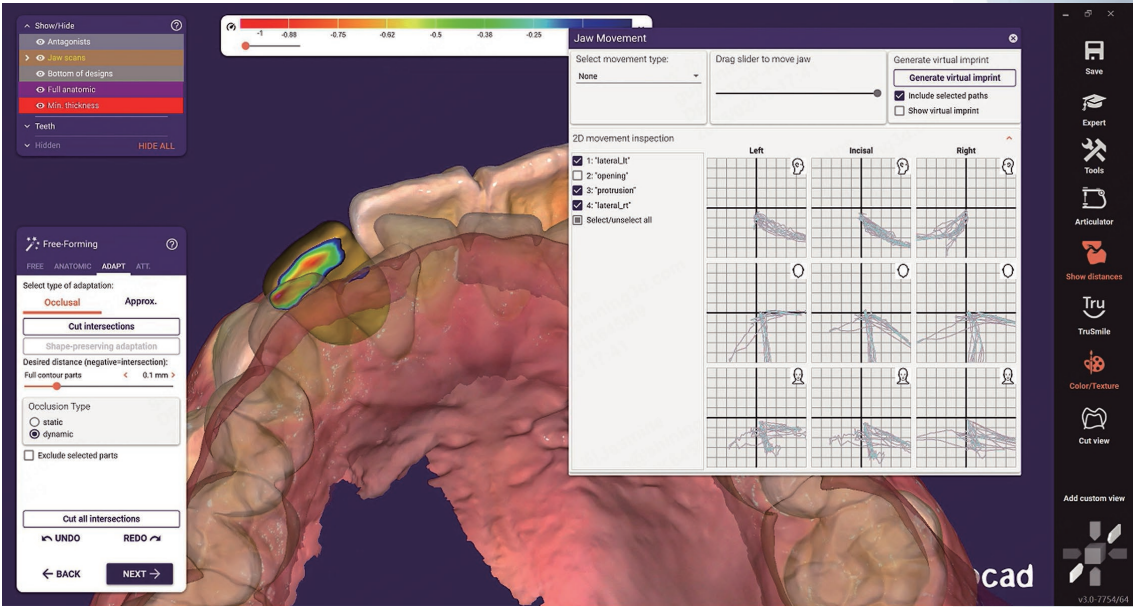 Show/Hide
Antagonists
Jaw scans
Bottom of designs
Full anatomic
Min. thickness
Teeth
Hidden HIDE ALL
-1 -0.88 -0.75 -0.62 -0.5 -0.38 -0.25
Jaw Movement
Select movement type:
None
Drag slider to move jaw
Generate virtual imprint
Generate virtual imprint
Include selected paths
Show virtual imprint
2D movement inspection
Left Incisal Right
1: "lateral_lt"
2: "opening"
3: "protrusion"
4: "lateral_rt"
Select/unselect all
Free-Forming
FREE ANATOMIC ADAPT ATT.
Select type of adaptation:
Occlusal Approx.
Cut intersections
Shape-preserving adaptation
Desired distance (negative=intersection):
Full contour parts < 0.1 mm >
Occlusion Type
static
dynamic
Exclude selected parts
Cut all intersections
UNDO REDO
BACK NEXT
Save
Expert
Tools
Articulator
Show distances
Tru
TruSmile
Color/Texture
Cut view
Add custom view
ocad
v3.0-7754/64